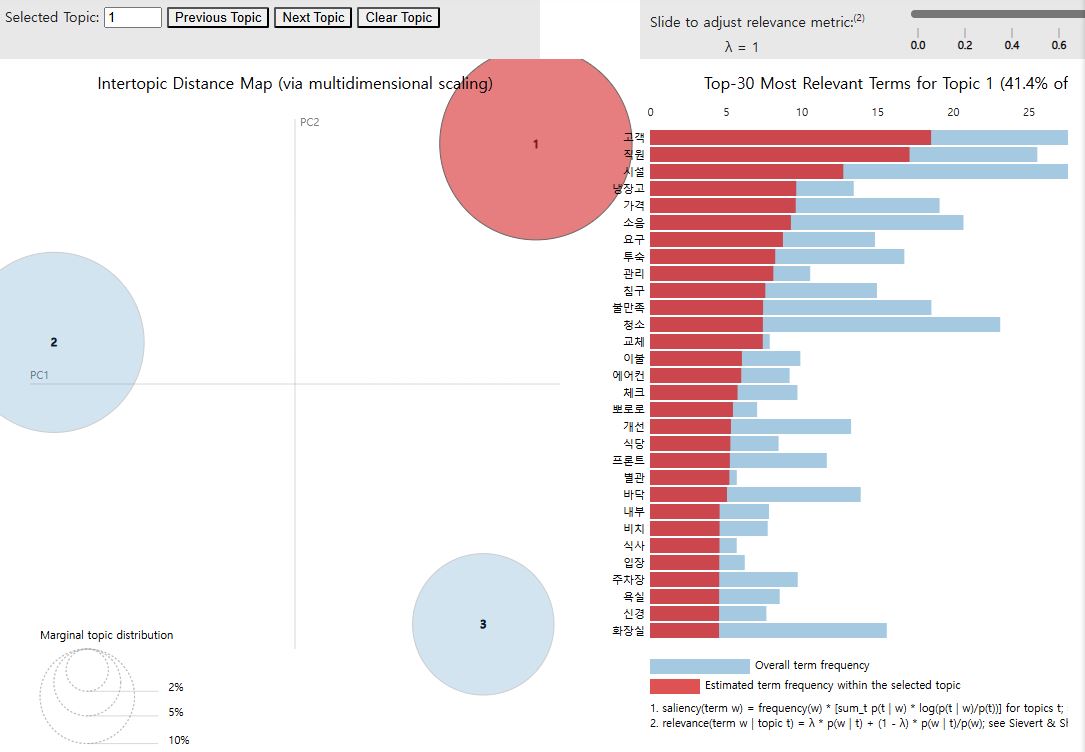 Selected Topic: 1 Previous Topic Next Topic Clear Topic
Slide to adjust relevance metric:(2)
λ = 1
0.0 0.2 0.4 0.6
Intertopic Distance Map (via multidimensional scaling)
PC2
PC1
1
2
3
Marginal topic distribution
2%
5%
10%
Top-30 Most Relevant Terms for Topic 1 (41.4% of
0 5 10 15 20 25
고객
직원
시설
냉장고
가격
소음
요구
투숙
관리
침구
불만족
청소
교체
이불
에어컨
체크
뽀로로
개선
식당
프론트
별관
바닥
내부
비치
식사
입장
주차장
욕실
신경
화장실
Overall term frequency
Estimated term frequency within the selected topic
1. saliency(term w) = frequency(w) * [sum_t p(t | w) * log(p(t | w)/p(t))] for topics t;
2. relevance(term w | topic t) = λ * p(w | t) + (1 - λ) * p(w | t)/p(w); see Sievert &